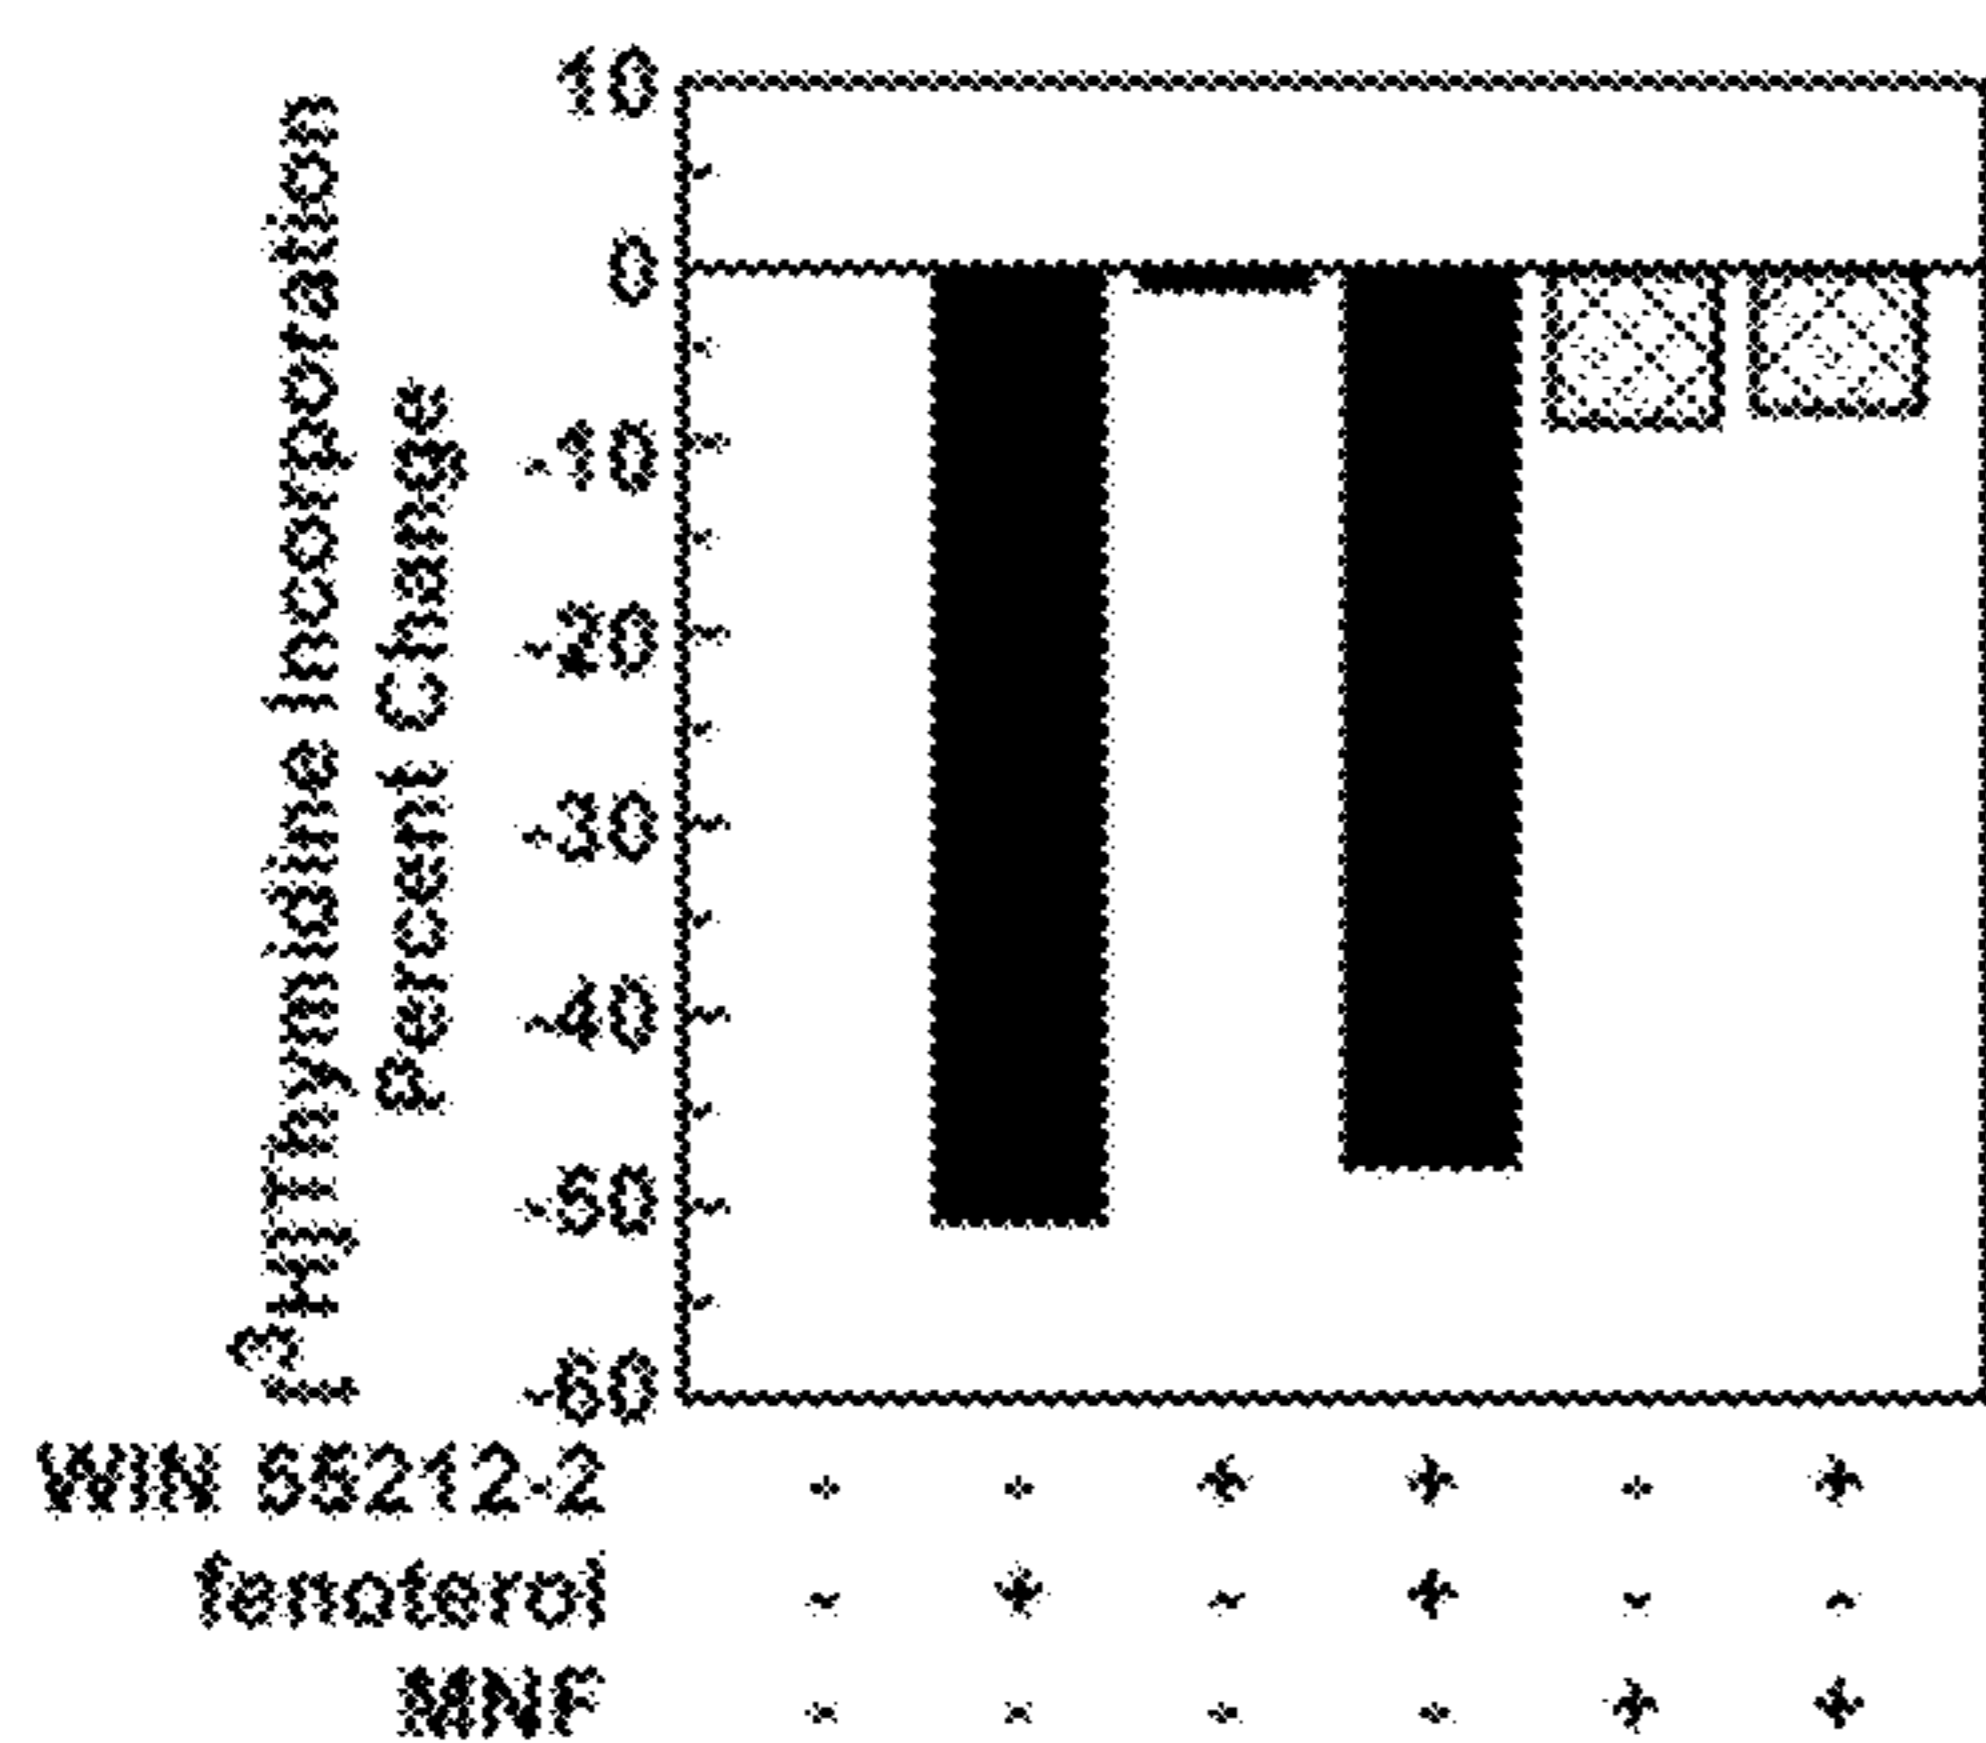 [³H]Thymidine Incorporation
Percent Change
10
0
-10
-20
-30
-40
-50
-60
WIN 55212-2 - - + + - +
fenoterol - + - + - -
MNF - - - - + +